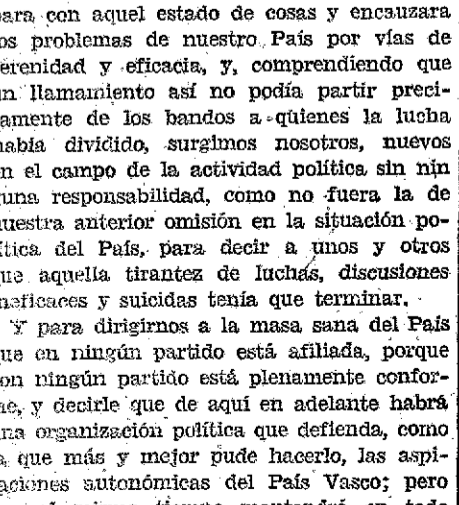 para con aquel estado de cosas y encauzara
os problemas de nuestro País por vías de
erenidad y eficacia, y, comprendiendo que
un llamamiento así no podía partir preci-
amente de los bandos a quienes la lucha
había dividido, surgimos nosotros, nuevos
en el campo de la actividad política sin nin
guna responsabilidad, como no fuera la de
nuestra anterior omisión en la situación po-
ítica del País, para decir a unos y otros
que aquella tirantez de luchas, discusiones
ineficaces y suicidas tenía que terminar.
Y para dirigirnos a la masa sana del País
que en ningún partido está afiliada, porque
con ningún partido está plenamente confor-
me, y decirle que de aquí en adelante habrá
una organización política que defienda, como
a que más y mejor pude hacerlo, las aspi-
aciones autonómicas del País Vasco; pero